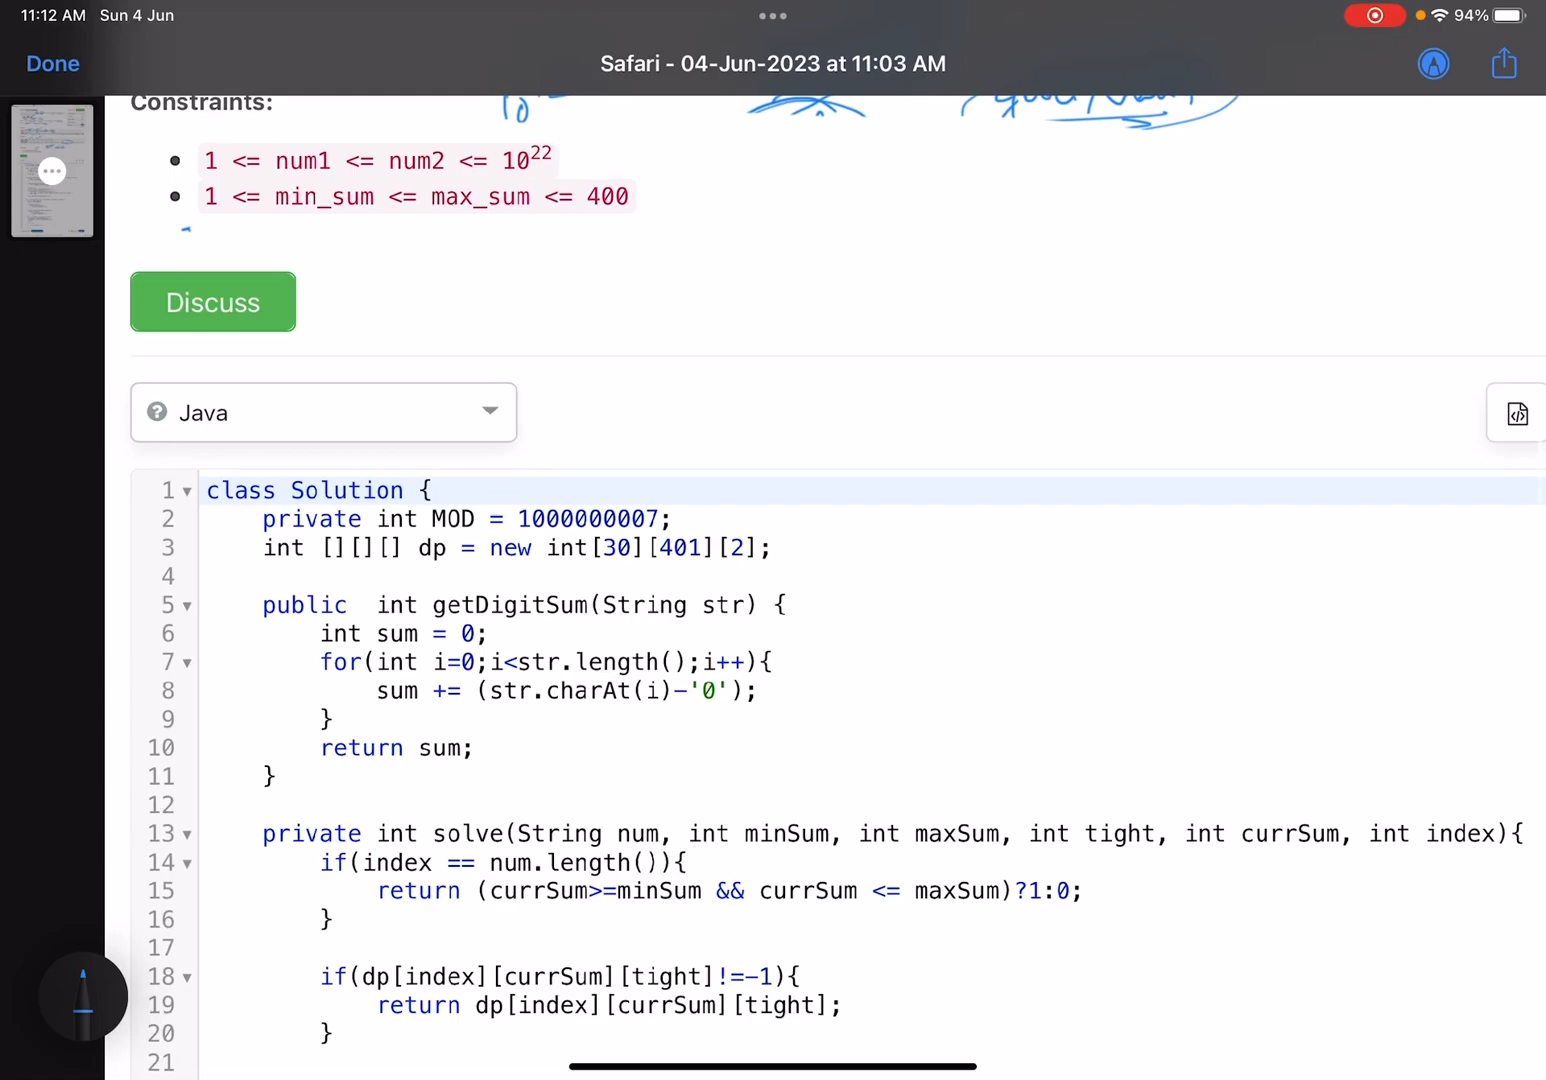 11:12 AM Sun 4 Jun
94%
Done
Safari - 04-Jun-2023 at 11:03 AM
Constraints:
10
1 <= num1 <= num2 <= 10^22
1 <= min_sum <= max_sum <= 400
Discuss
Java
1 class Solution {
2     private int MOD = 1000000007;
3     int [][][] dp = new int[30][401][2];
4
5     public  int getDigitSum(String str) {
6         int sum = 0;
7         for(int i=0;i<str.length();i++){
8             sum += (str.charAt(i)-'0');
9         }
10         return sum;
11     }
12
13     private int solve(String num, int minSum, int maxSum, int tight, int currSum, int index){
14         if(index == num.length()){
15             return (currSum>=minSum && currSum <= maxSum)?1:0;
16         }
17
18         if(dp[index][currSum][tight]!=-1){
19             return dp[index][currSum][tight];
20         }
21